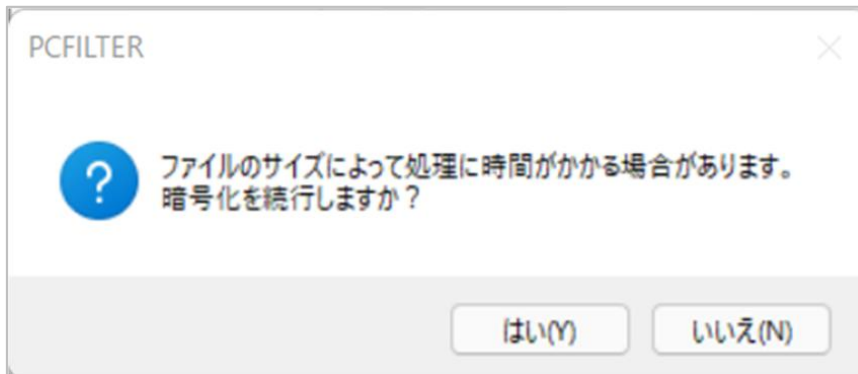 PCFILTER
ファイルのサイズによって処理に時間がかかる場合があります。
暗号化を続行しますか？
はい(Y)
いいえ(N)